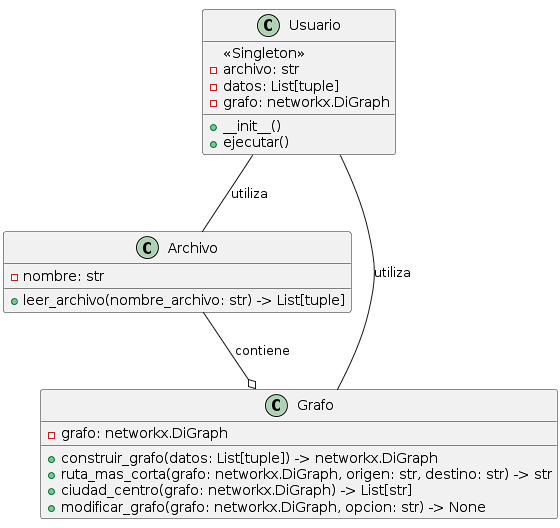 C Usuario
«Singleton»
archivo: str
datos: List[tuple]
grafo: networkx.DiGraph
__init__()
ejecutar()
utiliza
C Archivo
nombre: str
leer_archivo(nombre_archivo: str) -> List[tuple]
utiliza
contiene
C Grafo
grafo: networkx.DiGraph
construir_grafo(datos: List[tuple]) -> networkx.DiGraph
ruta_mas_corta(grafo: networkx.DiGraph, origen: str, destino: str) -> str
ciudad_centro(grafo: networkx.DiGraph) -> List[str]
modificar_grafo(grafo: networkx.DiGraph, opcion: str) -> None